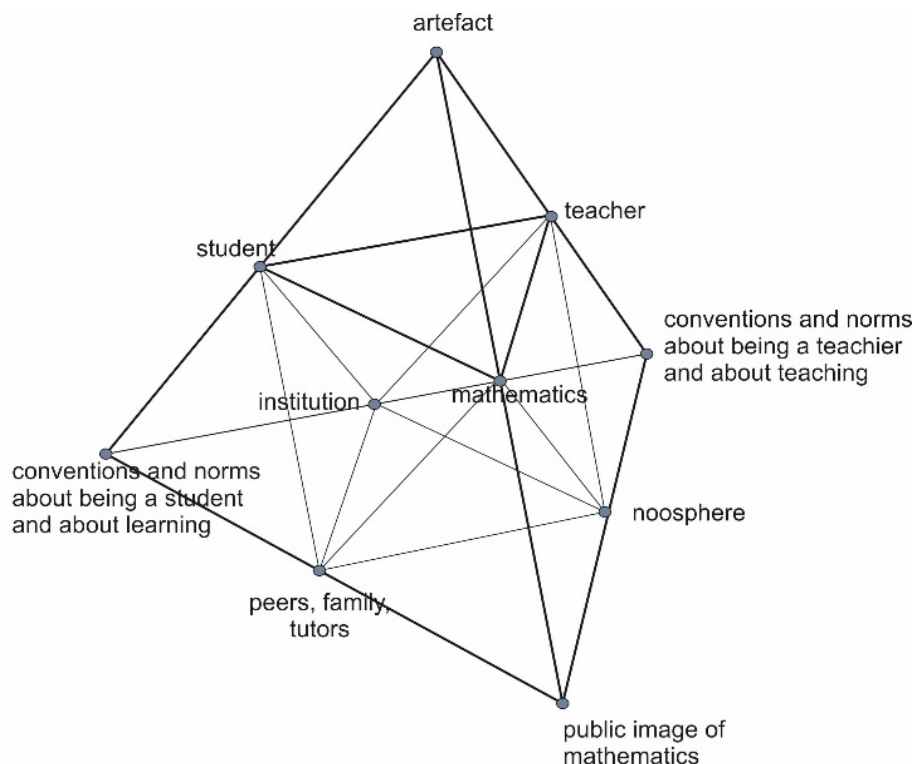 artefact
teacher
student
conventions and norms
about being a teachier
and about teaching
institution
mathematics
conventions and norms
about being a student
and about learning
noosphere
peers, family,
tutors
public image of
mathematics